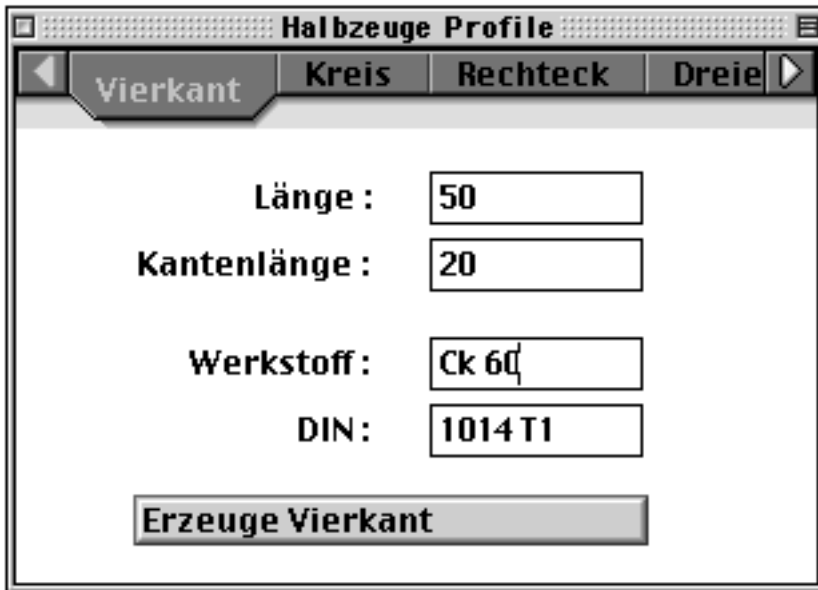 Halbzeuge Profile
Vierkant Kreis Rechteck Dreie
Länge: 50
Kantenlänge: 20
Werkstoff: Ck 60
DIN: 1014 T1
Erzeuge Vierkant